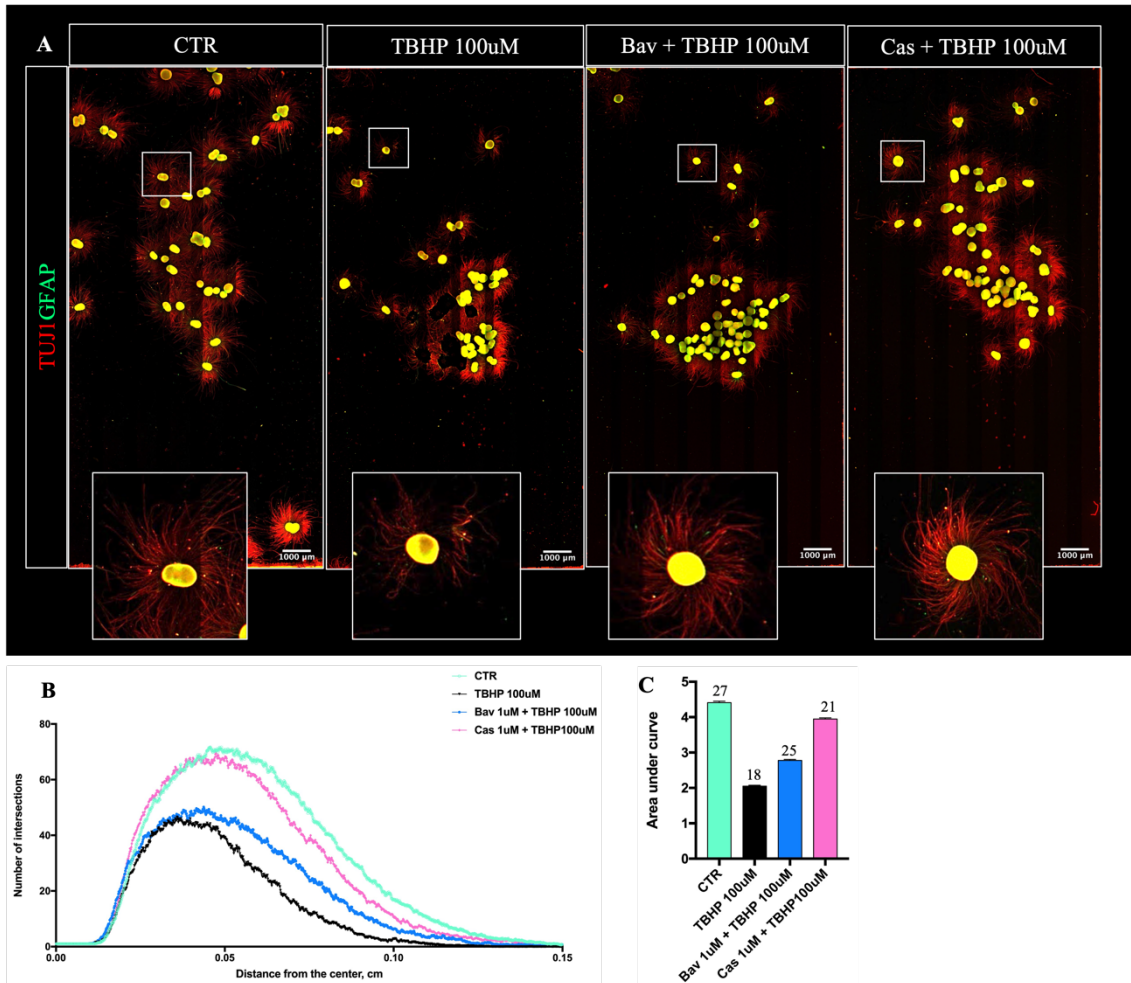 A
CTR
TBHP 100uM
Bav + TBHP 100uM
Cas + TBHP 100uM
TUJ1GFAP
1000 µm
1000 µm
1000 µm
1000 µm
B
CTR
TBHP 100uM
Bav 1uM + TBHP 100uM
Cas 1uM + TBHP100uM
Number of intersections
80
60
40
20
0
0.00
0.05
0.10
0.15
Distance from the center, cm
C
Area under curve
5
4
3
2
1
0
27
18
25
21
CTR
TBHP 100uM
Bav 1uM + TBHP 100uM
Cas 1uM + TBHP100uM